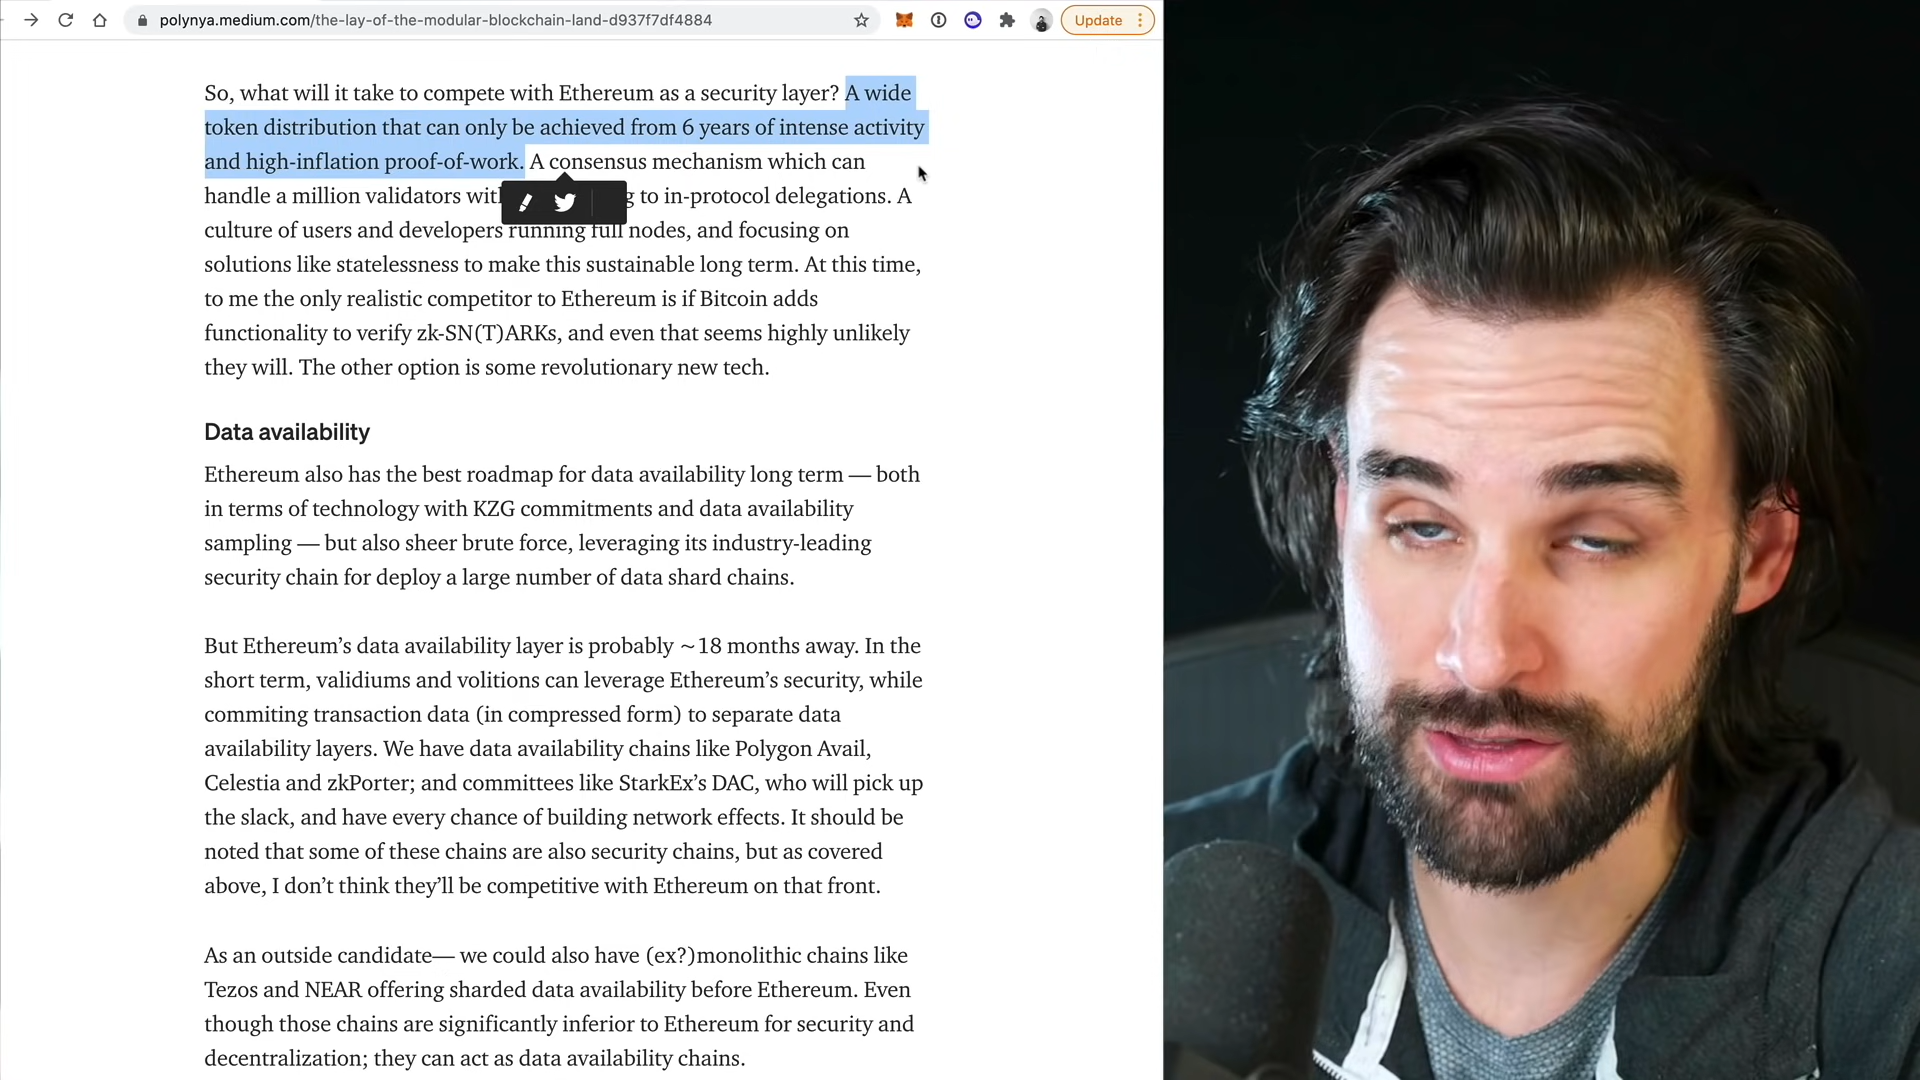 polynya.medium.com/the-lay-of-the-modular-blockchain-land-d937f7df4884
Update
So, what will it take to compete with Ethereum as a security layer? A wide
token distribution that can only be achieved from 6 years of intense activity
and high-inflation proof-of-work. A consensus mechanism which can
handle a million validators with g to in-protocol delegations. A
culture of users and developers running full nodes, and focusing on
solutions like statelessness to make this sustainable long term. At this time,
to me the only realistic competitor to Ethereum is if Bitcoin adds
functionality to verify zk-SN(T)ARKs, and even that seems highly unlikely
they will. The other option is some revolutionary new tech.
Data availability
Ethereum also has the best roadmap for data availability long term — both
in terms of technology with KZG commitments and data availability
sampling — but also sheer brute force, leveraging its industry-leading
security chain for deploy a large number of data shard chains.
But Ethereum’s data availability layer is probably ~18 months away. In the
short term, validiums and volitions can leverage Ethereum’s security, while
commiting transaction data (in compressed form) to separate data
availability layers. We have data availability chains like Polygon Avail,
Celestia and zkPorter; and committees like StarkEx’s DAC, who will pick up
the slack, and have every chance of building network effects. It should be
noted that some of these chains are also security chains, but as covered
above, I don’t think they’ll be competitive with Ethereum on that front.
As an outside candidate— we could also have (ex?)monolithic chains like
Tezos and NEAR offering sharded data availability before Ethereum. Even
though those chains are significantly inferior to Ethereum for security and
decentralization; they can act as data availability chains.